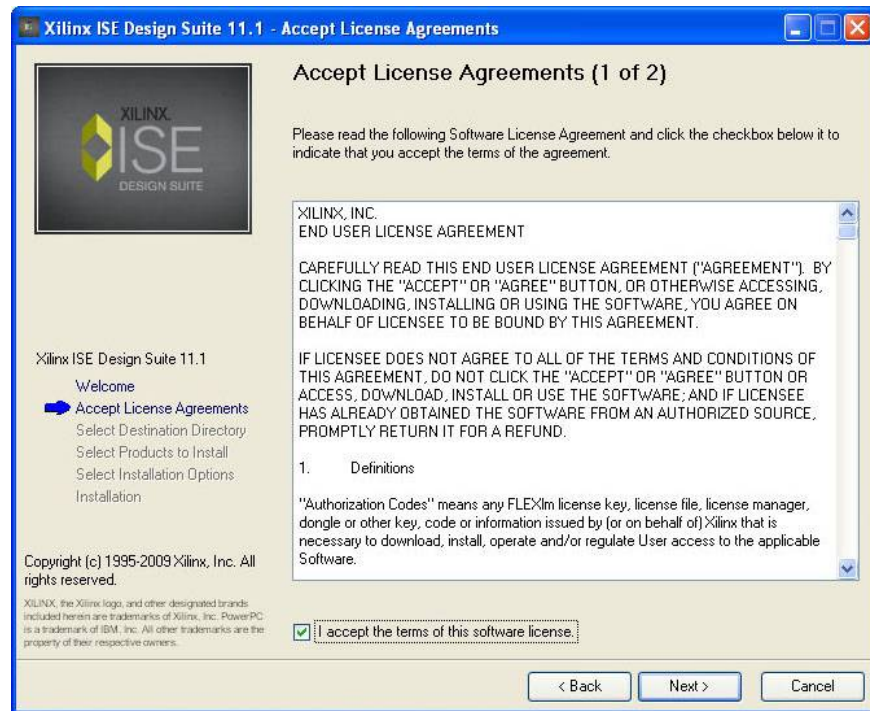 Xilinx ISE Design Suite 11.1 - Accept License Agreements
XILINX
ISE
DESIGN SUITE
Accept License Agreements (1 of 2)
Please read the following Software License Agreement and click the checkbox below it to
indicate that you accept the terms of the agreement.
XILINX, INC.
END USER LICENSE AGREEMENT
CAREFULLY READ THIS END USER LICENSE AGREEMENT ("AGREEMENT").  BY
CLICKING THE "ACCEPT" OR "AGREE" BUTTON, OR OTHERWISE ACCESSING,
DOWNLOADING, INSTALLING OR USING THE SOFTWARE, YOU AGREE ON
BEHALF OF LICENSEE TO BE BOUND BY THIS AGREEMENT.
IF LICENSEE DOES NOT AGREE TO ALL OF THE TERMS AND CONDITIONS OF
THIS AGREEMENT, DO NOT CLICK THE "ACCEPT" OR "AGREE" BUTTON OR
ACCESS, DOWNLOAD, INSTALL OR USE THE SOFTWARE; AND IF LICENSEE
HAS ALREADY OBTAINED THE SOFTWARE FROM AN AUTHORIZED SOURCE,
PROMPTLY RETURN IT FOR A REFUND.
1. Definitions
"Authorization Codes" means any FLEXlm license key, license file, license manager,
dongle or other key, code or information issued by (or on behalf of) Xilinx that is
necessary to download, install, operate and/or regulate User access to the applicable
Software.
Xilinx ISE Design Suite 11.1
Welcome
Accept License Agreements
Select Destination Directory
Select Products to Install
Select Installation Options
Installation
Copyright (c) 1995-2009 Xilinx, Inc. All
rights reserved.
XILINX, the Xilinx logo, and other designated brands
included herein are trademarks of Xilinx, Inc. PowerPC
is a trademark of IBM, Inc. All other trademarks are the
property of their respective owners.
I accept the terms of this software license.
< Back
Next >
Cancel